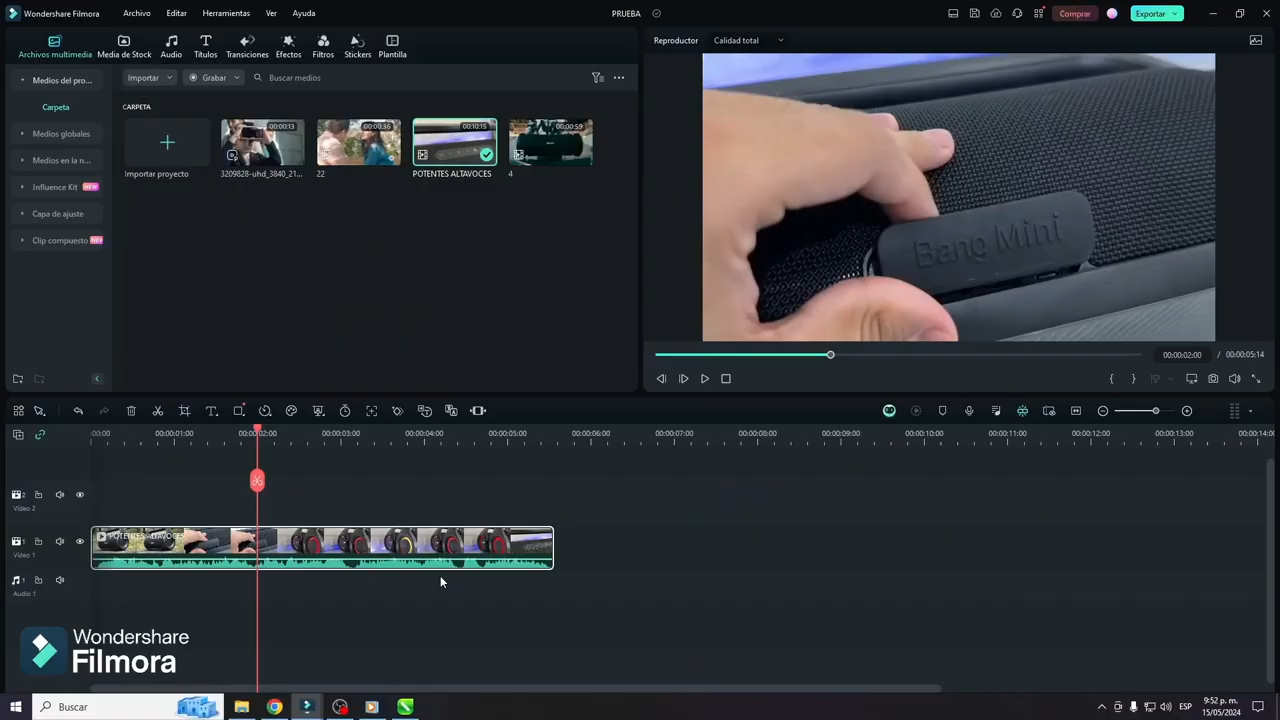 Wondershare Filmora
Archivo
Editar
Herramientas
Ver
Ayuda
PRUEBA
Comprar
Exportar
Archivos multimedia
Media de Stock
Audio
Títulos
Transiciones
Efectos
Filtros
Stickers
Plantilla
Reproductor
Calidad total
Medios del pro...
Importar
Grabar
Buscar medios
Carpeta
CARPETA
Medios globales
Medios en la n...
Influence Kit NEW
Capa de ajuste
Clip compuesto
00:00:13
00:00:36
00:10:15
00:00:59
Importar proyecto
3209828-uhd_3840_21...
22
POTENTES ALTAVOCES
4
Bang Mini
00:00:02:00 / 00:00:05:14
:00:00 00:00:01:00 00:00:02:00 00:00:03:00 00:00:04:00 00:00:05:00 00:00:06:00 00:00:07:00 00:00:08:00 00:00:09:00 00:00:10:00 00:00:11:00 00:00:12:00 00:00:13:00 00:00:14:00
2
Vídeo 2
POTENTES ALTAVOCES
1
Vídeo 1
1
Audio 1
Wondershare
Filmora
Buscar
ESP
9:52 p. m.
15/05/2024